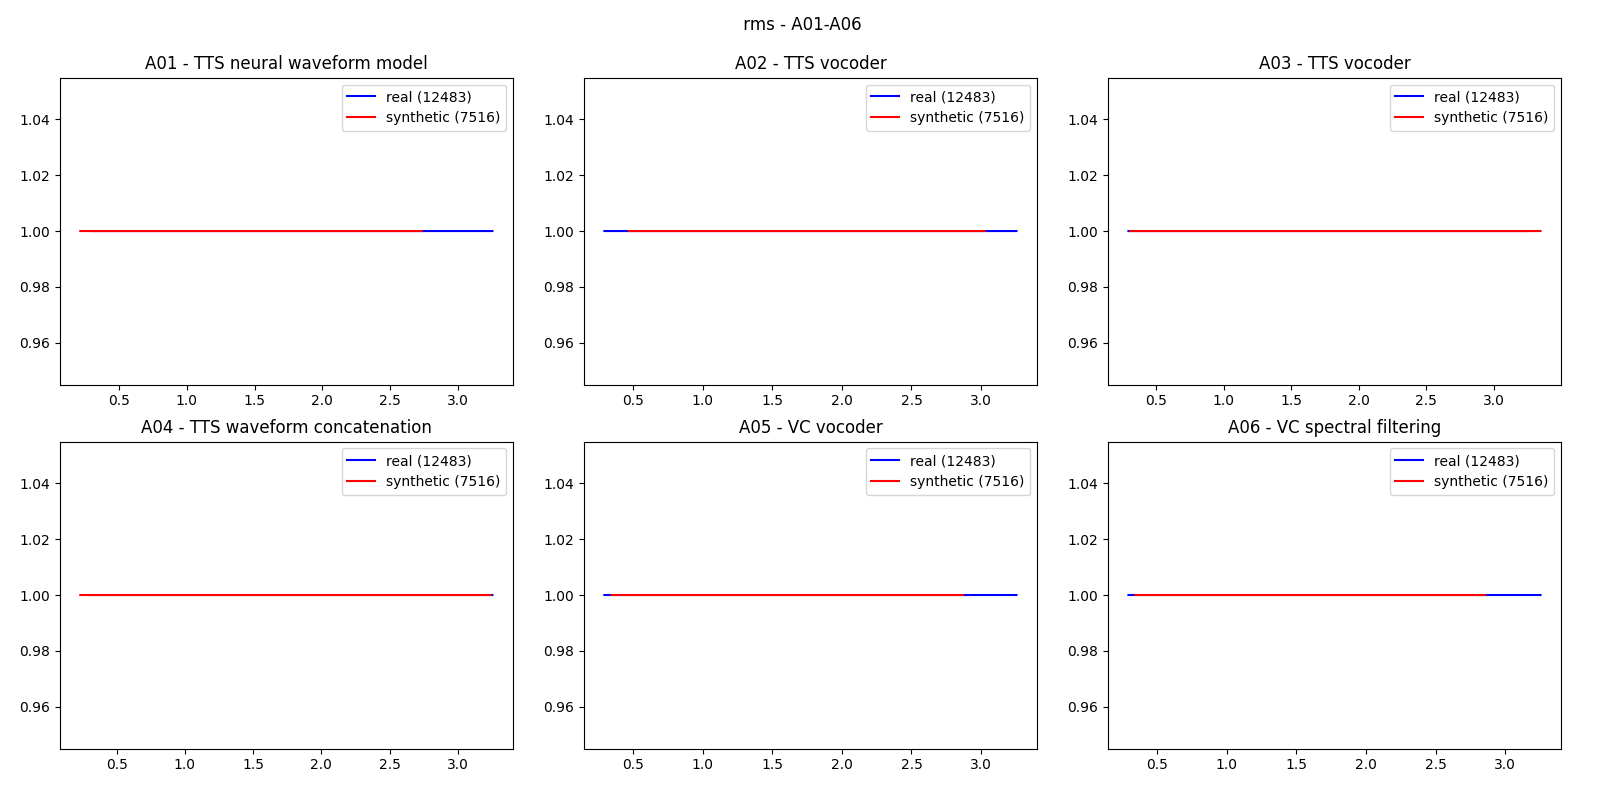 rms - A01-A06
A01 - TTS neural waveform model
real (12483)
synthetic (7516)
1.04
1.02
1.00
0.98
0.96
0.5 1.0 1.5 2.0 2.5 3.0
A02 - TTS vocoder
real (12483)
synthetic (7516)
1.04
1.02
1.00
0.98
0.96
0.5 1.0 1.5 2.0 2.5 3.0
A03 - TTS vocoder
real (12483)
synthetic (7516)
1.04
1.02
1.00
0.98
0.96
0.5 1.0 1.5 2.0 2.5 3.0
A04 - TTS waveform concatenation
real (12483)
synthetic (7516)
1.04
1.02
1.00
0.98
0.96
0.5 1.0 1.5 2.0 2.5 3.0
A05 - VC vocoder
real (12483)
synthetic (7516)
1.04
1.02
1.00
0.98
0.96
0.5 1.0 1.5 2.0 2.5 3.0
A06 - VC spectral filtering
real (12483)
synthetic (7516)
1.04
1.02
1.00
0.98
0.96
0.5 1.0 1.5 2.0 2.5 3.0